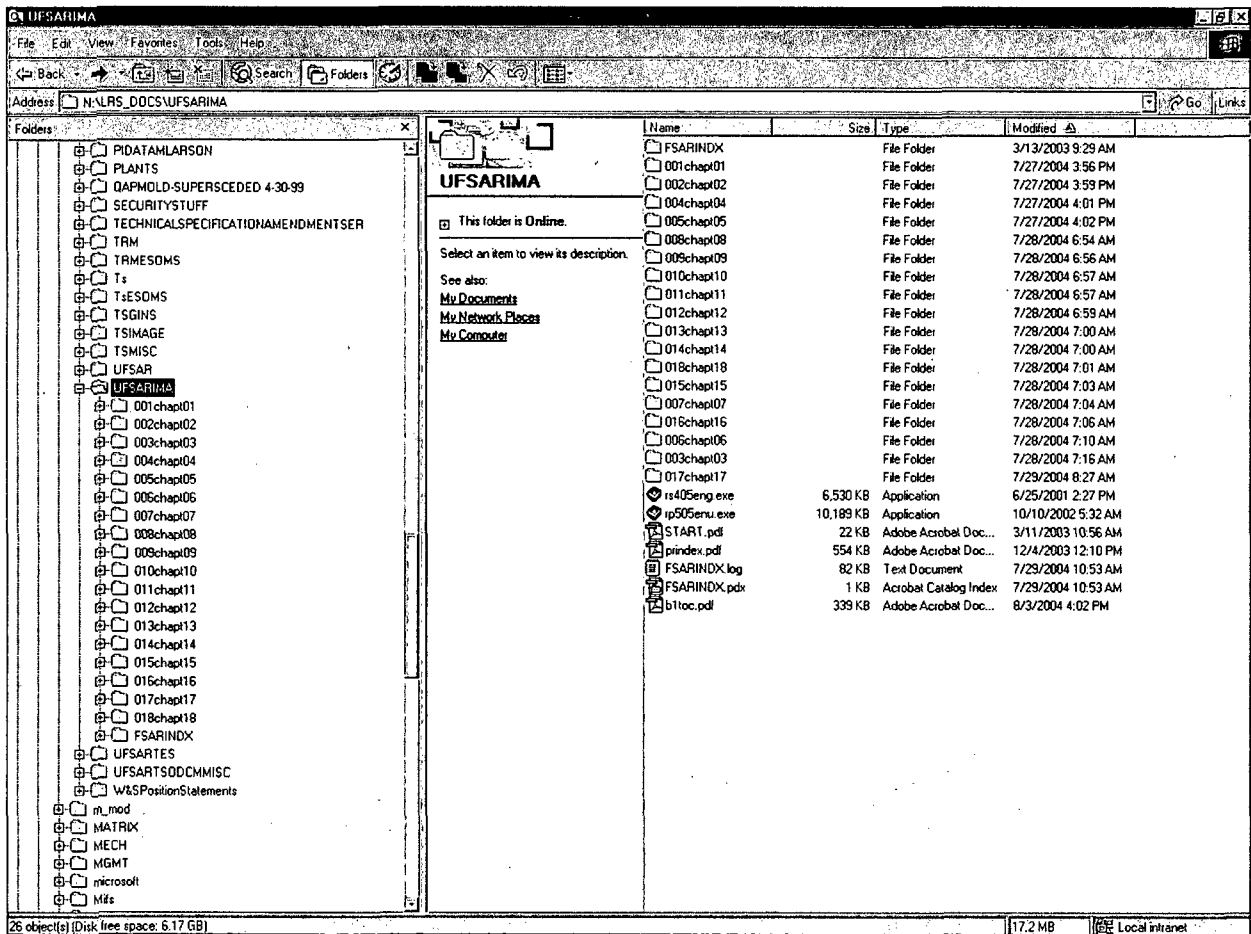 UFSARIMA
File Edit View Favorites Tools Help
Back Search Folders
Address N:\LRS_DOCS\UFSARIMA Go Links
Folders
PIDATAMLARSON
PLANTS
QAPMOLD-SUPERSCEDED 4-30-99
SECURITYSTUFF
TECHNICALSPECIFICATIONAMENDMENTSER
TRM
TRMESOMS
Ts
TsESOMS
TSGINS
TSIMAGE
TSMISC
UFSAR
UFSARIMA
001chapt01
002chapt02
003chapt03
004chapt04
005chapt05
006chapt06
007chapt07
008chapt08
009chapt09
010chapt10
011chapt11
012chapt12
013chapt13
014chapt14
015chapt15
016chapt16
017chapt17
018chapt18
FSARINDX
UFSARTES
UFSARTSODCMMISC
W&SPositionStatements
m_mod
MATRIX
MECH
MGMT
microsoft
Mifs
UFSARIMA
This folder is Online.
Select an item to view its description.
See also:
My Documents
My Network Places
My Computer
Name Size Type Modified
FSARINDX File Folder 3/13/2003 9:29 AM
001chapt01 File Folder 7/27/2004 3:56 PM
002chapt02 File Folder 7/27/2004 3:59 PM
004chapt04 File Folder 7/27/2004 4:01 PM
005chapt05 File Folder 7/27/2004 4:02 PM
008chapt08 File Folder 7/28/2004 6:54 AM
009chapt09 File Folder 7/28/2004 6:56 AM
010chapt10 File Folder 7/28/2004 6:57 AM
011chapt11 File Folder 7/28/2004 6:57 AM
012chapt12 File Folder 7/28/2004 6:59 AM
013chapt13 File Folder 7/28/2004 7:00 AM
014chapt14 File Folder 7/28/2004 7:00 AM
018chapt18 File Folder 7/28/2004 7:01 AM
015chapt15 File Folder 7/28/2004 7:03 AM
007chapt07 File Folder 7/28/2004 7:04 AM
016chapt16 File Folder 7/28/2004 7:06 AM
006chapt06 File Folder 7/28/2004 7:10 AM
003chapt03 File Folder 7/28/2004 7:16 AM
017chapt17 File Folder 7/29/2004 8:27 AM
rs405eng.exe 6,530 KB Application 6/25/2001 2:27 PM
rp505enu.exe 10,189 KB Application 10/10/2002 5:32 AM
START.pdf 22 KB Adobe Acrobat Doc... 3/11/2003 10:56 AM
prindex.pdf 554 KB Adobe Acrobat Doc... 12/4/2003 12:10 PM
FSARINDX.log 82 KB Text Document 7/29/2004 10:53 AM
FSARINDX.pdx 1 KB Acrobat Catalog Index 7/29/2004 10:53 AM
b1toc.pdf 339 KB Adobe Acrobat Doc... 8/3/2004 4:02 PM
26 object(s) (Disk free space: 6.17 GB) 17.2 MB Local intranet